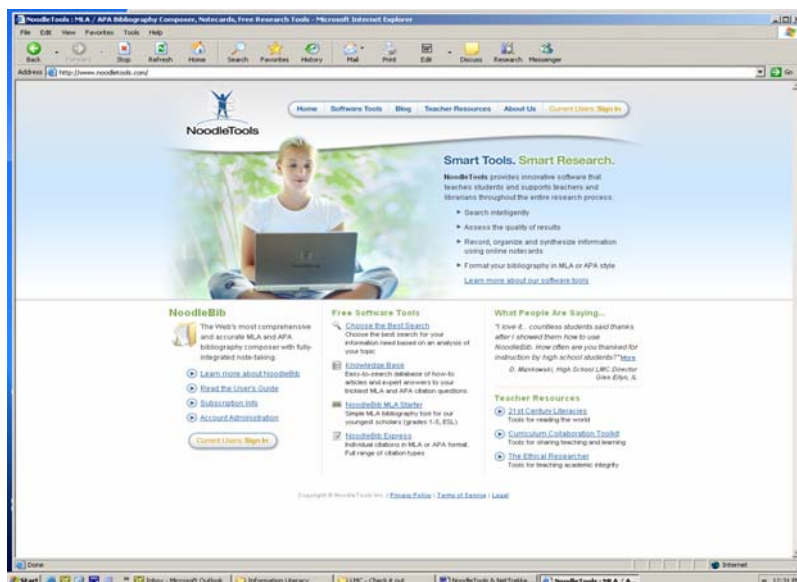 NoodleTools : MLA / APA Bibliography Composer, Notecards, Free Research Tools - Microsoft Internet Explorer
File Edit View Favorites Tools Help
Back Forward Stop Refresh Home Search Favorites History Mail Print Edit Discuss Research Messenger
Address http://www.noodletools.com/ Go
NoodleTools
Home Software Tools Blog Teacher Resources About Us Current Users: Sign In
Smart Tools. Smart Research.
NoodleTools provides innovative software that
teaches students and supports teachers and
librarians throughout the entire research process.
Search intelligently
Assess the quality of results
Record, organize and synthesize information
using online notecards
Format your bibliography in MLA or APA style
Learn more about our software tools
NoodleBib
The Web's most comprehensive
and accurate MLA and APA
bibliography composer with fully-
integrated note-taking.
Learn more about NoodleBib
Read the User's Guide
Subscription Info
Account Administration
Current Users: Sign In
Free Software Tools
Choose the Best Search
Choose the best search for your
information need based on an analysis of
your topic
Knowledge Base
Easy-to-search database of how-to
articles and expert answers to your
trickiest MLA and APA citation questions
NoodleBib MLA Starter
Simple MLA bibliography tool for our
youngest scholars (grades 1-5, ESL)
NoodleBib Express
Individual citations in MLA or APA format.
Full range of citation types
What People Are Saying...
"I love it... countless students said thanks
after I showed them how to use
NoodleBib. How often are you thanked for
instruction by high school students?" More
D. Mankowski, High School LMC Director
Glen Ellyn, IL
Teacher Resources
21st Century Literacies
Tools for reading the world
Curriculum Collaboration Toolkit
Tools for sharing teaching and learning
The Ethical Researcher
Tools for teaching academic integrity
Copyright © NoodleTools Inc. | Privacy Policy | Terms of Service | Legal
Done Internet
Start Inbox - Microsoft Outlook Information Literacy LMC - Check it out NoodleTools & NetTrekke... NoodleTools : MLA / A...